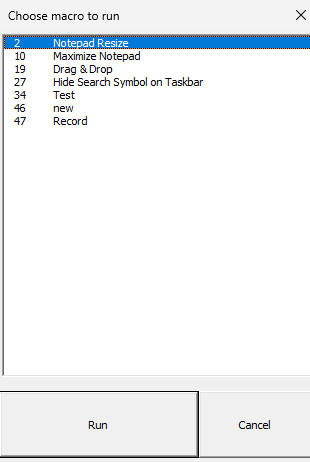 Choose macro to run
2 Notepad Resize
10 Maximize Notepad
19 Drag & Drop
27 Hide Search Symbol on Taskbar
34 Test
46 new
47 Record
Run Cancel